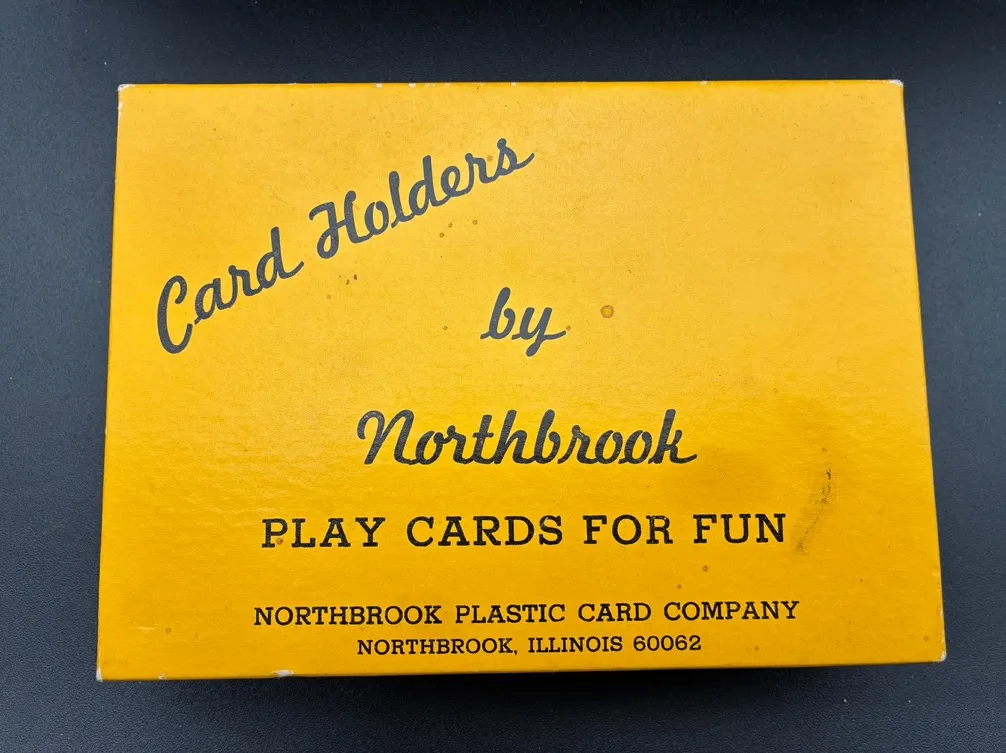 Card Holders
by
Northbrook
PLAY CARDS FOR FUN
NORTHBROOK PLASTIC CARD COMPANY
NORTHBROOK, ILLINOIS 60062